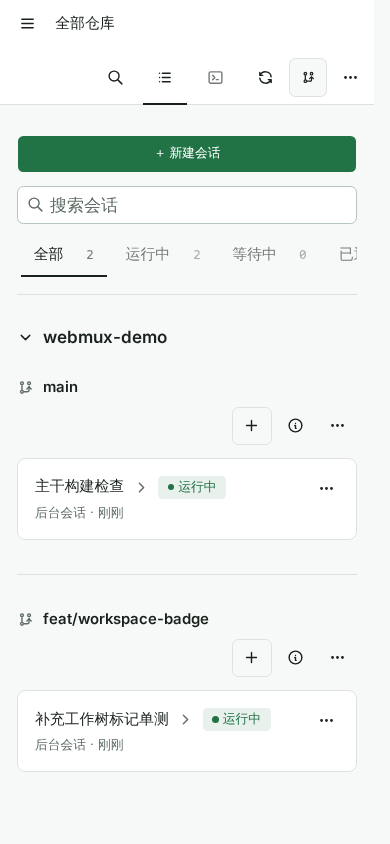 全部仓库
+ 新建会话
搜索会话
全部 2 运行中 2 等待中 0
webmux-demo
main
主干构建检查 运行中
后台会话 · 刚刚
feat/workspace-badge
补充工作树标记单测 运行中
后台会话 · 刚刚